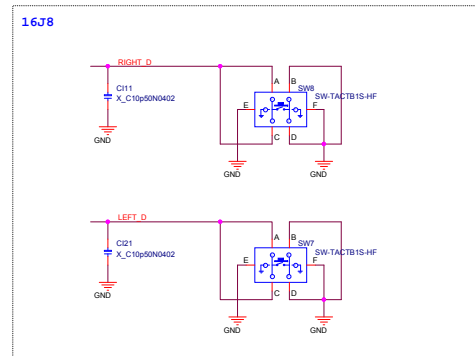 16J8
RIGHT_D
CI11
X_C10p50N0402
GND
A B
SW8
SW-TACTB1S-HF
E F
C D
GND GND
LEFT_D
CI21
X_C10p50N0402
GND
A B
SW7
SW-TACTB1S-HF
E F
C D
GND GND